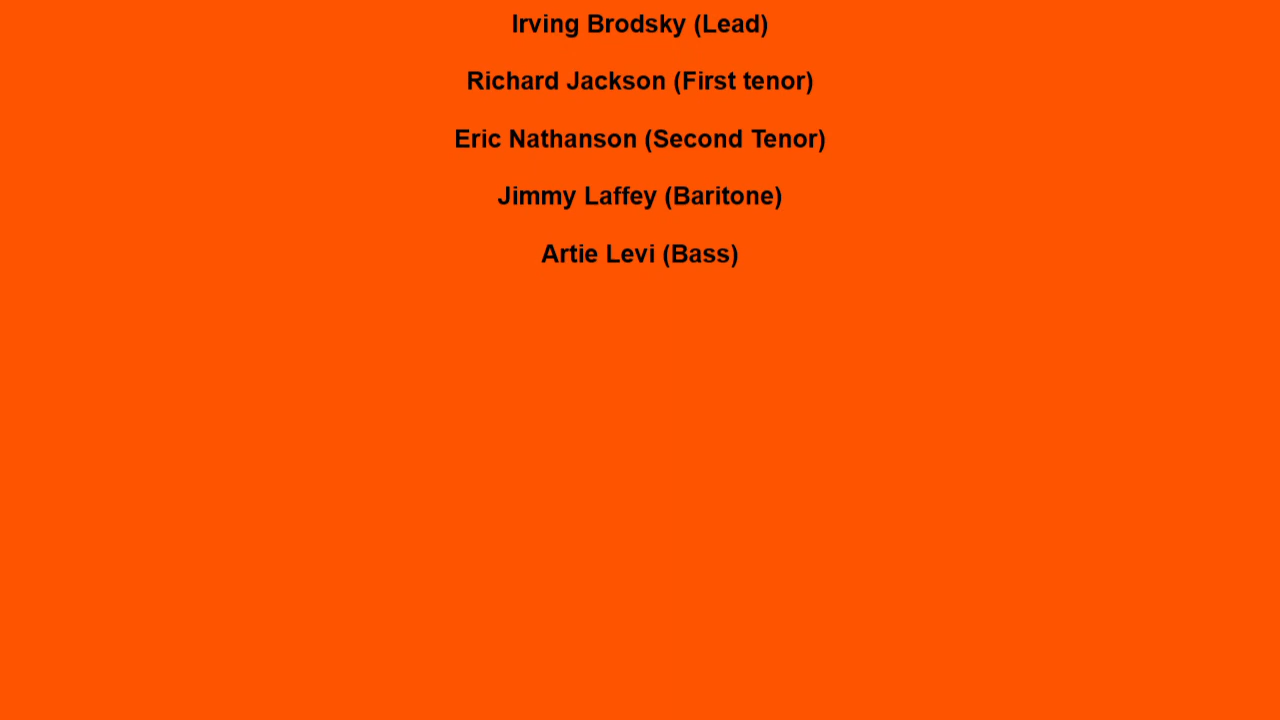 Irving Brodsky (Lead)
Richard Jackson (First tenor)
Eric Nathanson (Second Tenor)
Jimmy Laffey (Baritone)
Artie Levi (Bass)